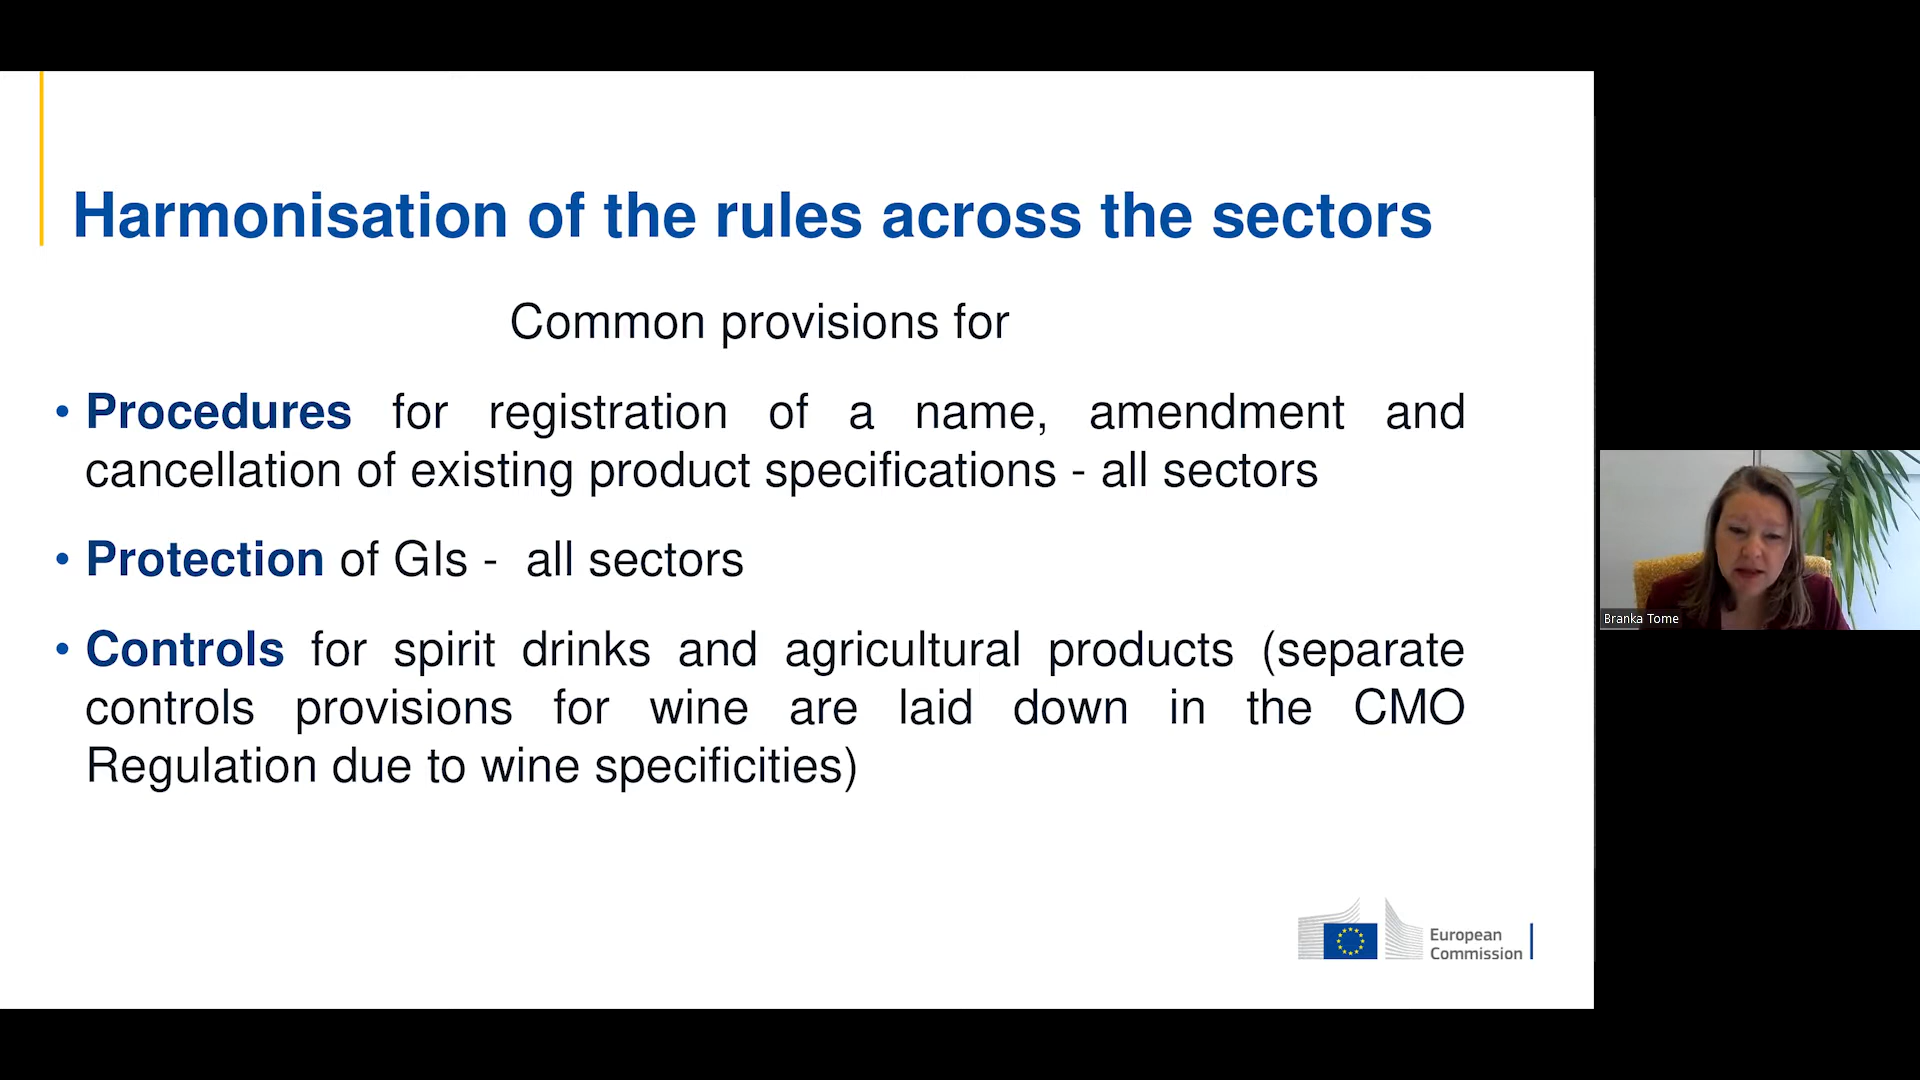 Harmonisation of the rules across the sectors
Common provisions for
• Procedures for registration of a name, amendment and
cancellation of existing product specifications - all sectors
• Protection of GIs - all sectors
• Controls for spirit drinks and agricultural products (separate
controls provisions for wine are laid down in the CMO
Regulation due to wine specificities)
Branka Tome
European
Commission